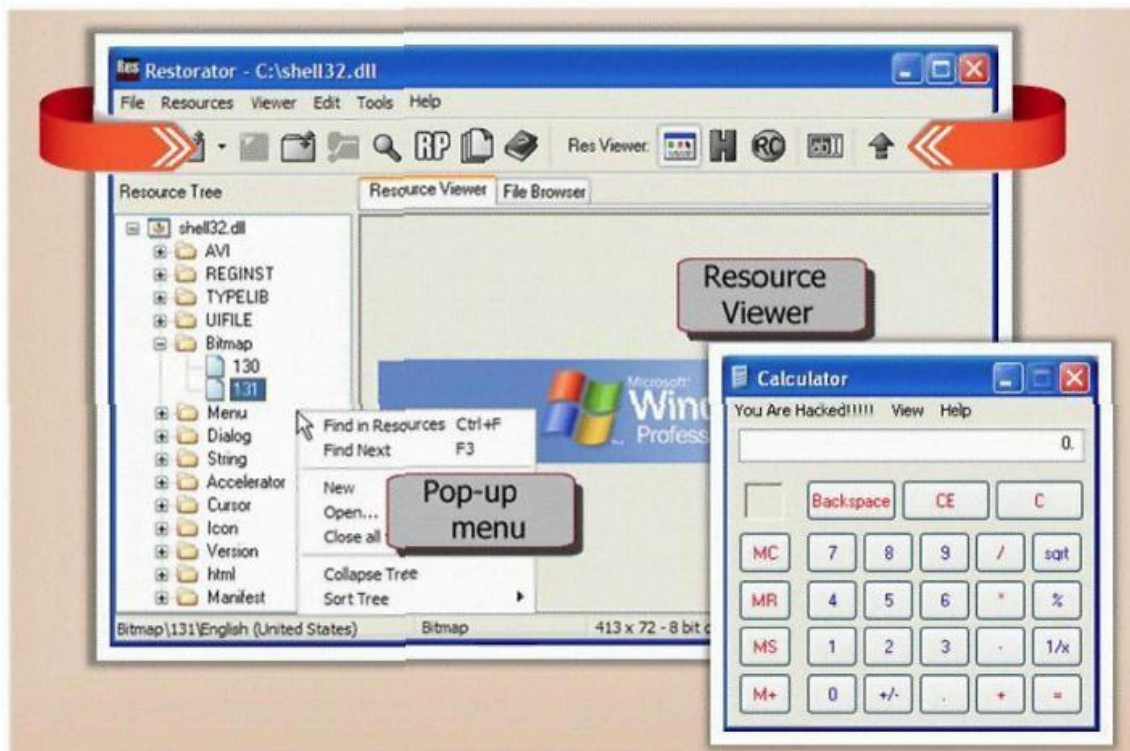 Res Restorator - C:\shell32.dll
File Resources Viewer Edit Tools Help
RP Res Viewer: H RC
Resource Tree
Resource Viewer File Browser
shell32.dll
AVI
REGINST
TYPELIB
UIFILE
Bitmap
130
131
Menu
Dialog
String
Accelerator
Cursor
Icon
Version
html
Manifest
Find in Resources Ctrl+F
Find Next F3
New
Open...
Close all
Collapse Tree
Sort Tree
Pop-up
menu
Resource
Viewer
Microsoft
Wind
Profess
Bitmap\131\English (United States) Bitmap 413 x 72 - 8 bit
Calculator
You Are Hacked!!!!! View Help
0.
Backspace CE C
MC 7 8 9 / sqrt
MR 4 5 6 * %
MS 1 2 3 - 1/x
M+ 0 +/- . + =